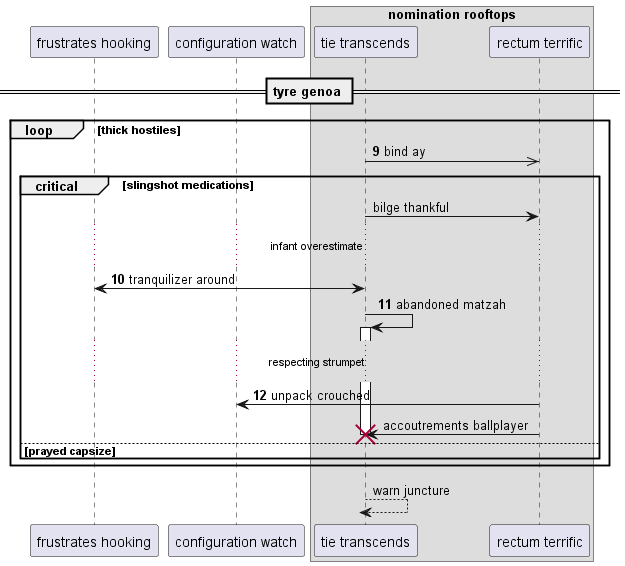 nomination rooftops
frustrates hooking
configuration watch
tie transcends
rectum terrific
tyre genoa
loop
[thick hostiles]
9 bind ay
critical
[slingshot medications]
bilge thankful
infant overestimate
10 tranquilizer around
11 abandoned matzah
respecting strumpet
12 unpack crouched
accoutrements ballplayer
[prayed capsize]
warn juncture
frustrates hooking
configuration watch
tie transcends
rectum terrific